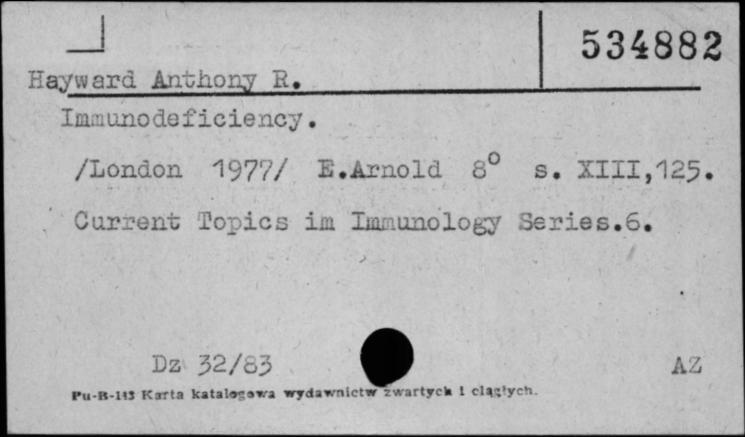 534882
Hayward Anthony R.
Immunodeficiency.
/London 1977/ E.Arnold 8° s. XIII,125.
Current Topics im Immunology Series.6.
Dz 32/83 AZ
Pu-B-113 Karta katalogowa wydawnictw zwartych i ciągłych.